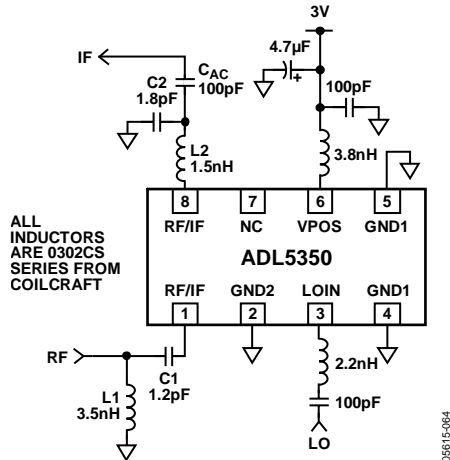 3V
4.7µF
+
100pF
3.8nH
IF
CAC
100pF
C2
1.8pF
L2
1.5nH
8
7
6
5
RF/IF
NC
VPOS
GND1
ADL5350
ALL
INDUCTORS
ARE 0302CS
SERIES FROM
COILCRAFT
RF/IF
GND2
LOIN
GND1
1
2
3
4
RF
C1
1.2pF
L1
3.5nH
2.2nH
100pF
LO
05615-064